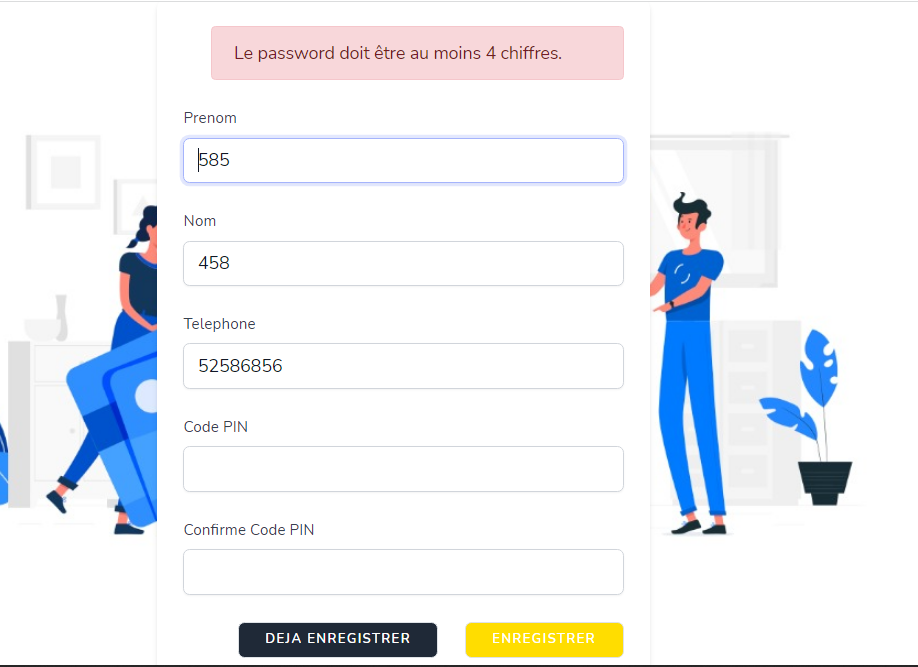 Le password doit être au moins 4 chiffres.
Prenom
585
Nom
458
Telephone
52586856
Code PIN
Confirme Code PIN
DEJA ENREGISTRER
ENREGISTRER